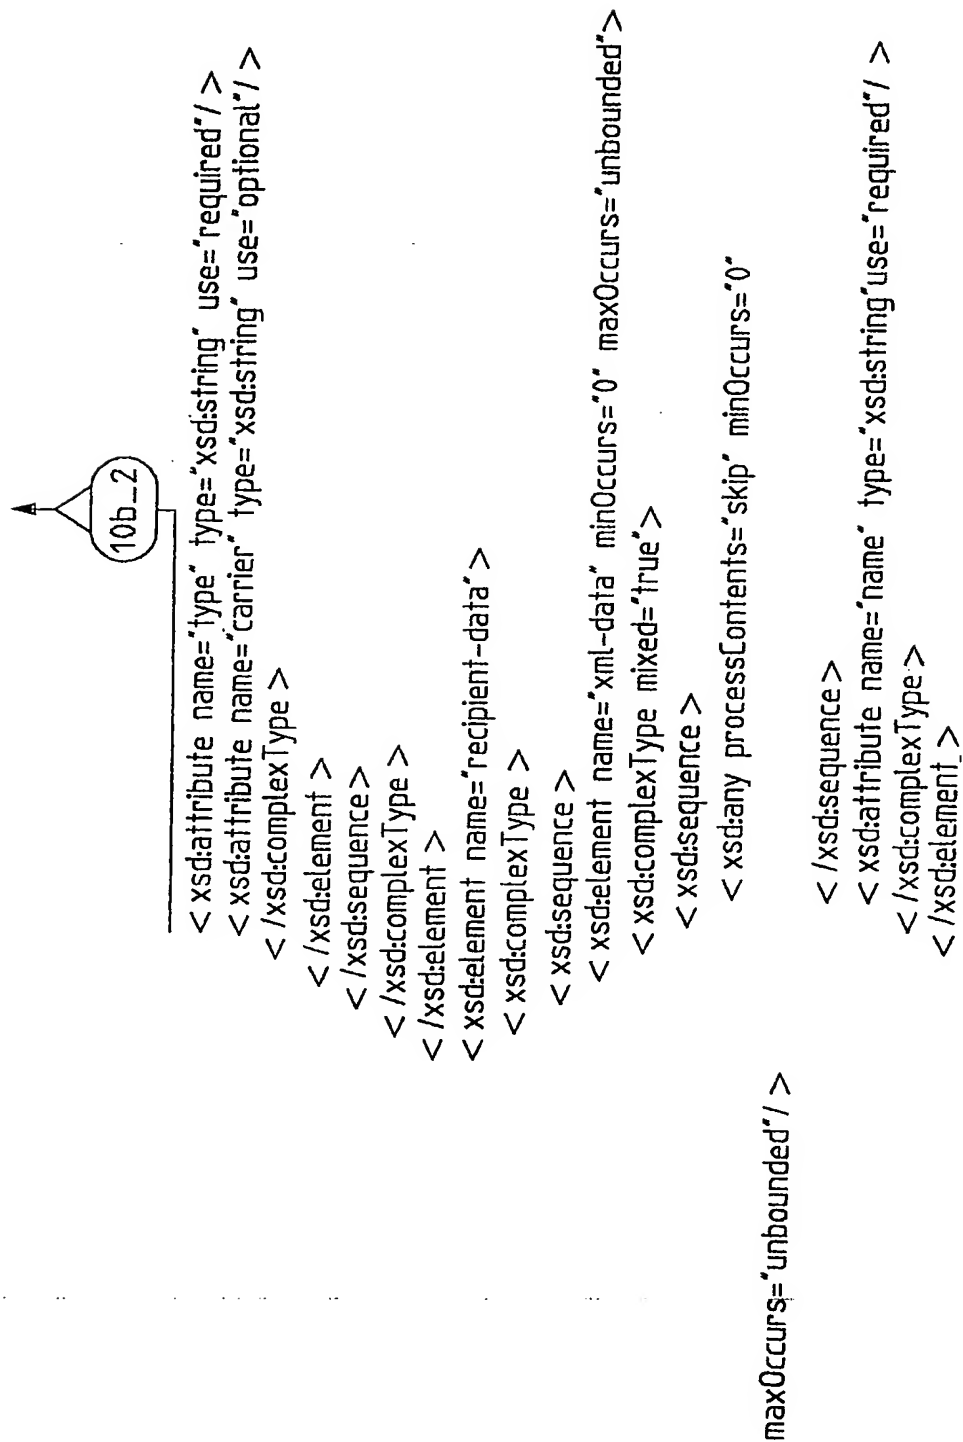 10b_2
< xsd:attribute name="type" type="xsd:string" use="required"/ >
< xsd:attribute name="carrier" type="xsd:string" use="optional"/ >
< /xsd:complexType >
< /xsd:element >
< /xsd:sequence >
< /xsd:complexType >
< /xsd:element >
< xsd:element name="recipient-data" >
< xsd:complexType >
< xsd:sequence >
< xsd:element name="xml-data" minOccurs="0" maxOccurs="unbounded" >
< xsd:complexType mixed="true" >
< xsd:sequence >
< xsd:any processContents="skip" minOccurs="0"
maxOccurs="unbounded"/ >
< /xsd:sequence >
< xsd:attribute name="name" type="xsd:string"use="required"/ >
< /xsd:complexType >
< /xsd:element >